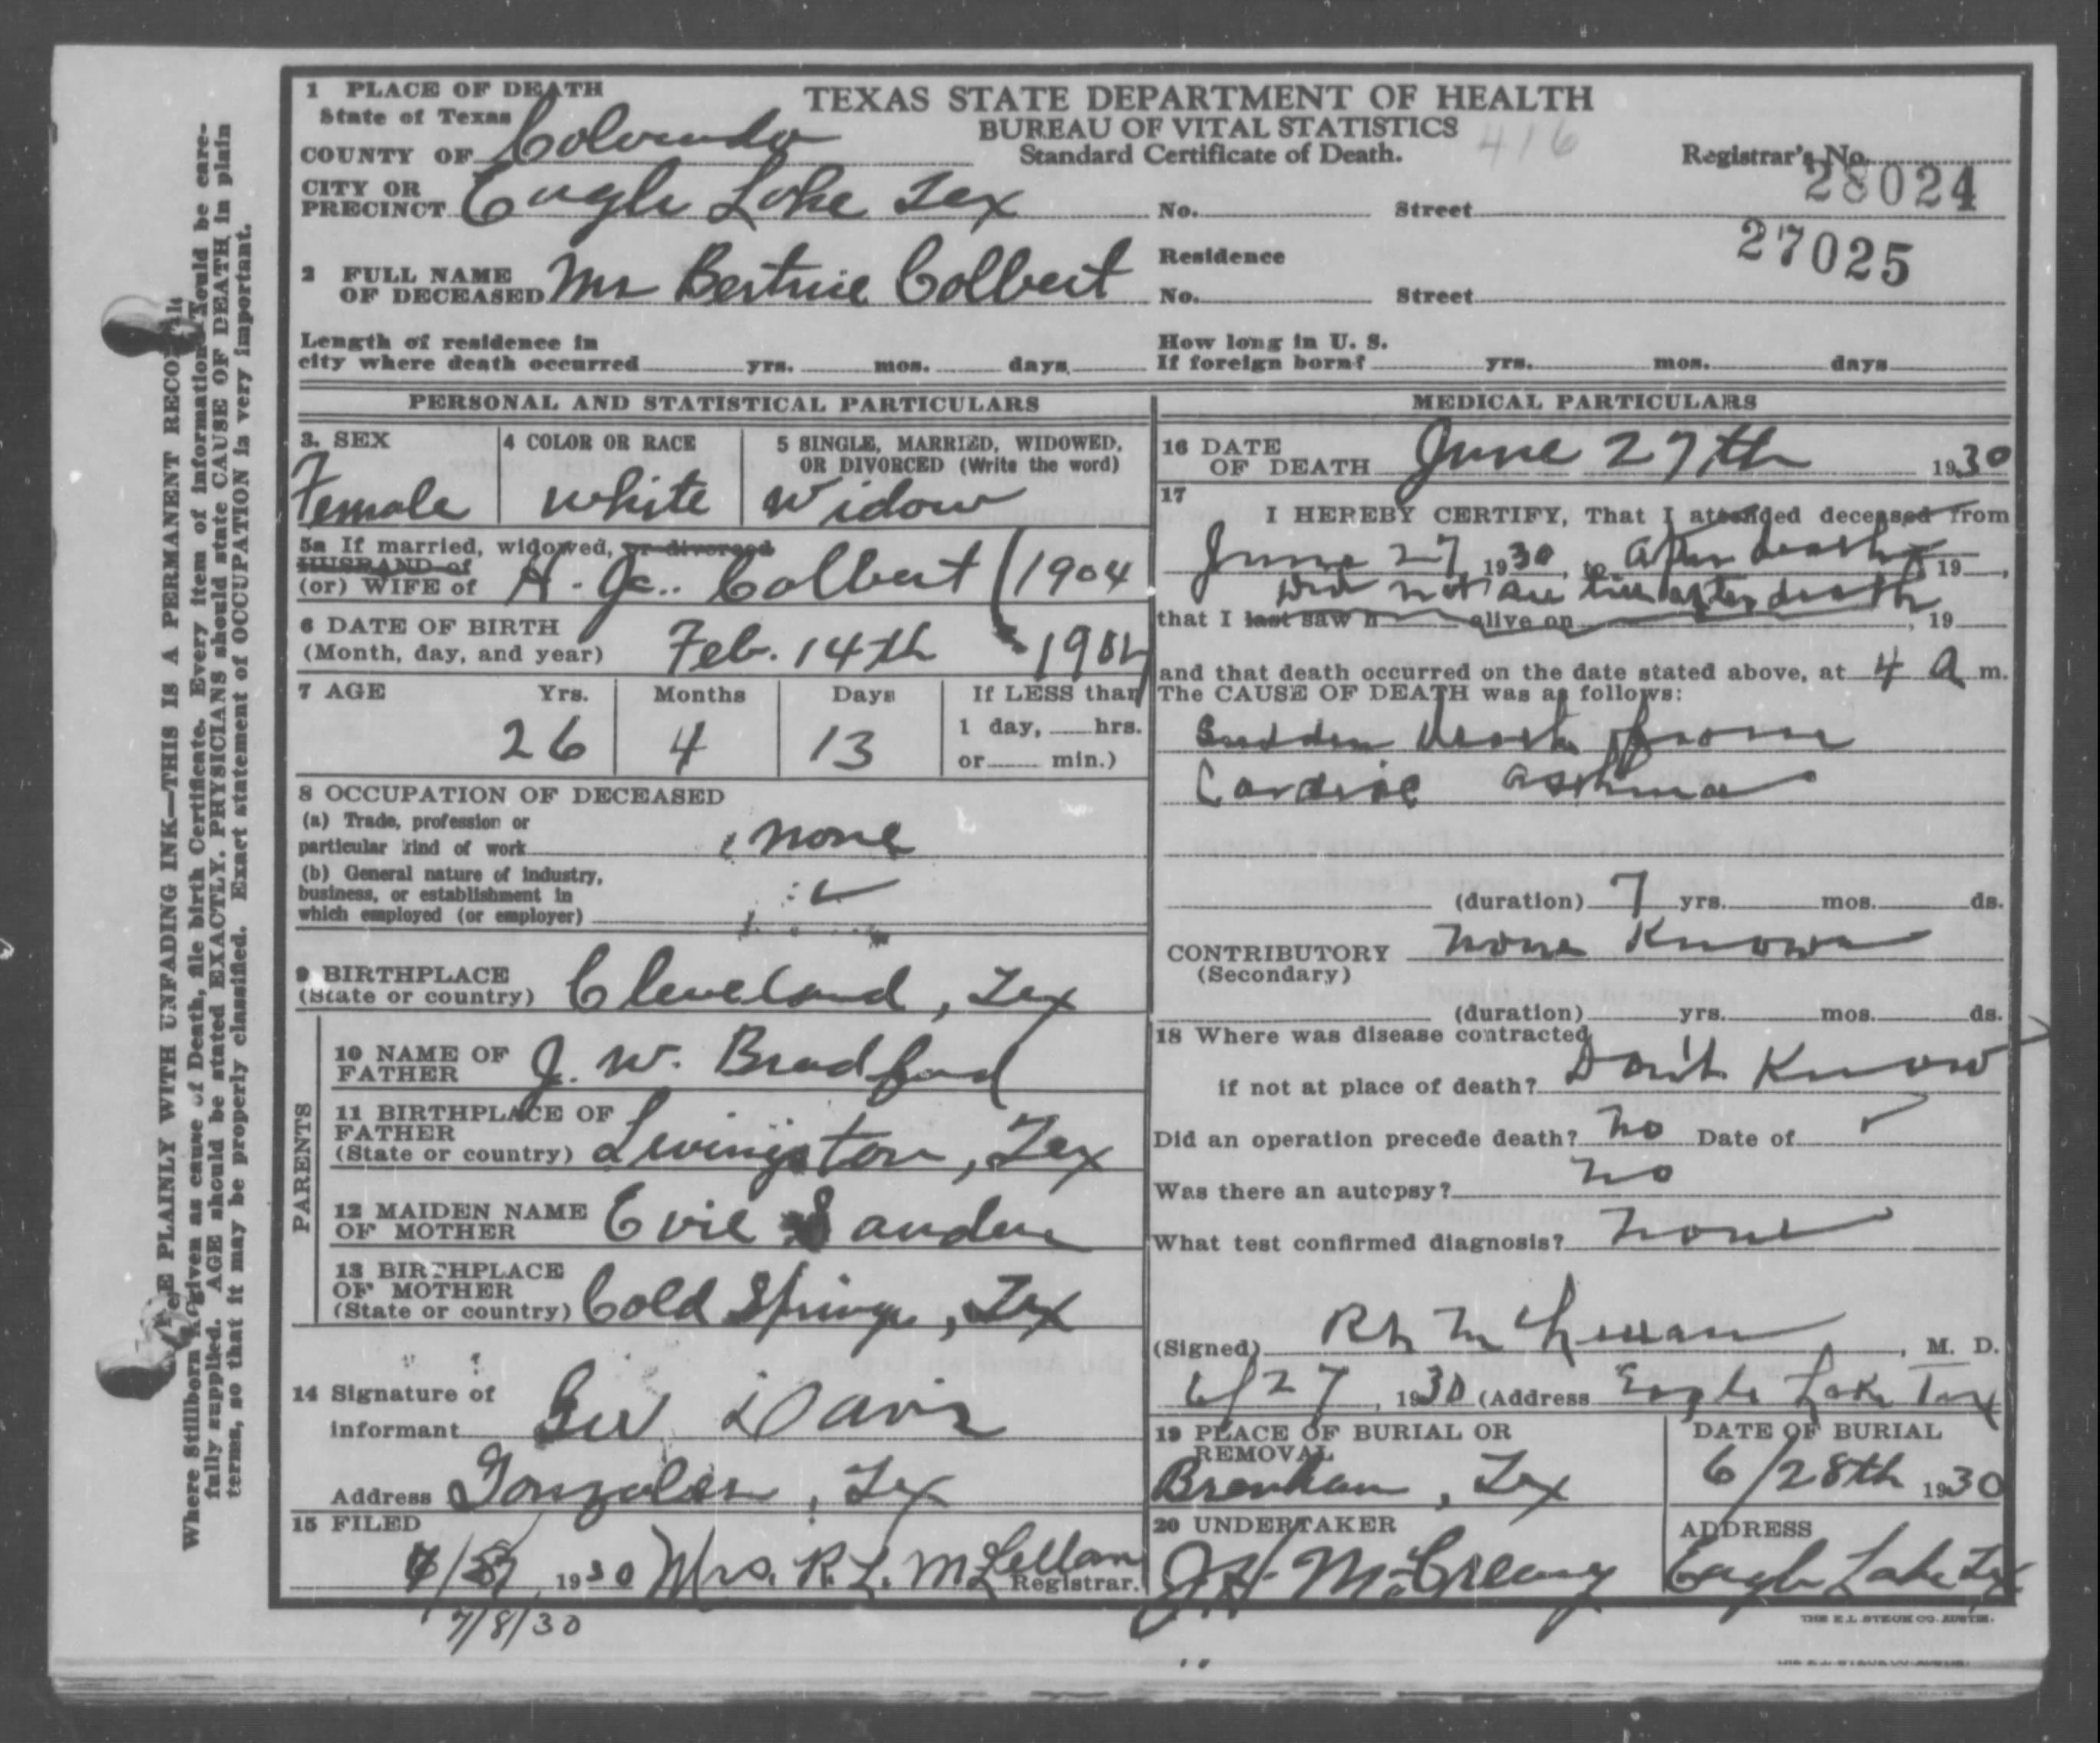 1 PLACE OF DEATH
State of Texas
COUNTY OF Colorado
CITY OR PRECINCT Eagle Lake Tex
TEXAS STATE DEPARTMENT OF HEALTH
BUREAU OF VITAL STATISTICS
Standard Certificate of Death.
416
Registrar's No.
28024
No. Street
27025
2 FULL NAME OF DECEASED Mrs Bertrice Colbert
Residence
No. Street
Length of residence in
city where death occurred yrs. mos. days
How long in U. S.
If foreign born? yrs. mos. days
PERSONAL AND STATISTICAL PARTICULARS
3. SEX
Female
4 COLOR OR RACE
White
5 SINGLE, MARRIED, WIDOWED,
OR DIVORCED (Write the word)
Widow
5a If married, widowed, or divorced
HUSBAND of
(or) WIFE of H. Colbert (1904
6 DATE OF BIRTH
(Month, day, and year) Feb. 14th
7 AGE Yrs. Months Days If LESS than
1 day, hrs.
or min.)
26 4 13
8 OCCUPATION OF DECEASED
(a) Trade, profession or
particular kind of work none
(b) General nature of industry,
business, or establishment in
which employed (or employer)
9 BIRTHPLACE
(State or country) Cleveland, Tex
PARENTS
10 NAME OF FATHER J. W. Bradford
11 BIRTHPLACE OF
FATHER
(State or country) Livingston, Tex
12 MAIDEN NAME
OF MOTHER Evie Sanders
13 BIRTHPLACE
OF MOTHER
(State or country) Cold Springs, Tex
14 Signature of
informant Davis
Address Gonzales, Tex
15 FILED
1930 Mrs. R. L. McLellan
Registrar.
7/8/30
MEDICAL PARTICULARS
16 DATE
OF DEATH June 27th 1930
17
I HEREBY CERTIFY, That I attended deceased from
June 27 1930, to After death, 19
Did not see till after death
that I last saw h alive on , 19
and that death occurred on the date stated above, at 4 A m.
The CAUSE OF DEATH was as follows:
Sudden death from
Cardiac asthma
(duration) 7 yrs. mos. ds.
CONTRIBUTORY None Known
(Secondary)
(duration) yrs. mos. ds.
18 Where was disease contracted
if not at place of death? Don't Know
Did an operation precede death? No Date of
Was there an autopsy? No
What test confirmed diagnosis? None
(Signed) , M. D.
6/27, 1930 (Address Eagle Lake Tex
19 PLACE OF BURIAL OR
REMOVAL
Brenham, Tex
DATE OF BURIAL
6/28th 1930
20 UNDERTAKER
J. H. McCreary
ADDRESS
Eagle Lake Tex
THE E.L. STECK CO. AUSTIN.
PLAINLY WITH UNFADING INK—THIS IS A PERMANENT RECORD
Where Stillborn is given as cause of Death, file birth Certificate. Every item of information should be care-
fully supplied. AGE should be stated EXACTLY. PHYSICIANS should state CAUSE OF DEATH in plain
terms, so that it may be properly classified. Exact statement of OCCUPATION is very important.